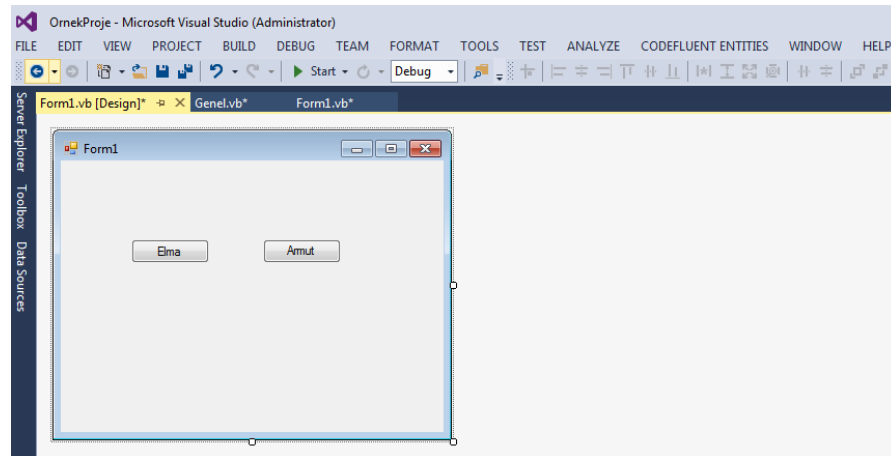 OrnekProje - Microsoft Visual Studio (Administrator)
FILE EDIT VIEW PROJECT BUILD DEBUG TEAM FORMAT TOOLS TEST ANALYZE CODEFLUENT ENTITIES WINDOW HELP
Start Debug
Form1.vb [Design]* Genel.vb* Form1.vb*
Server Explorer
Toolbox
Data Sources
Form1
Elma Armut